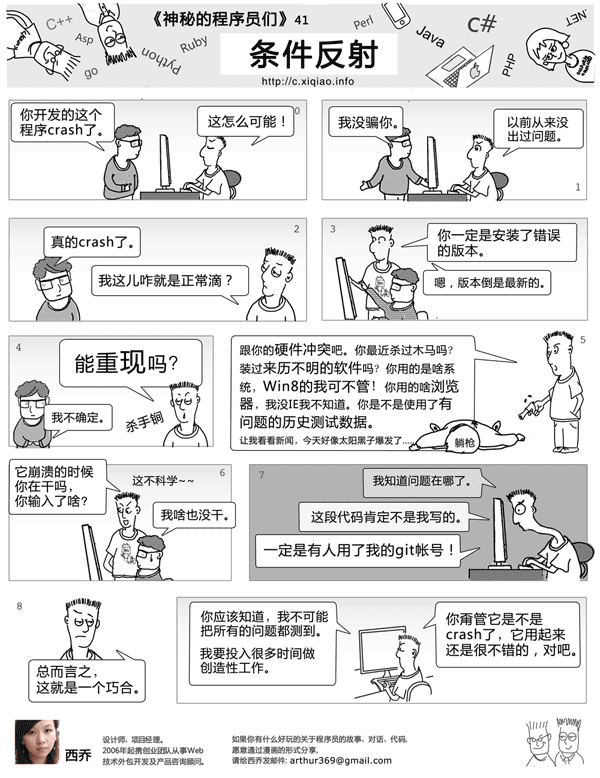 《神秘的程序员们》41
条件反射
http://c.xiqiao.info
C++
Asp
go
Python
Ruby
Perl
Java
C#
PHP
.NET
0
你开发的这个
程序crash了。
这怎么可能！
我没骗你。
以前从来没
出过问题。
1
2
真的crash了。
我这儿咋就是正常滴？
3
你一定是安装了错误
的版本。
嗯，版本倒是最新的。
4
能重现吗？
我不确定。
杀手锏
5
跟你的硬件冲突吧。你最近杀过木马吗？
装过来历不明的软件吗？你用的是啥系
统，Win8的我可不管！你用的啥浏览
器，我没IE我不知道。你是不是使用了有
问题的历史测试数据。
让我看看新闻，今天好像太阳黑子爆发了.....
躺枪
6
它崩溃的时候
你在干吗，
你输入了啥？
这不科学~~
我啥也没干。
7
我知道问题在哪了。
这段代码肯定不是我写的。
一定是有人用了我的git帐号！
8
总而言之，
这就是一个巧合。
你应该知道，我不可能
把所有的问题都测到。
我要投入很多时间做
创造性工作。
你甭管它是不是
crash了，它用起来
还是很不错的，对吧。
西乔
设计师、项目经理。
2006年起携创业团队从事Web
技术外包开发及产品咨询顾问。
如果你有什么好玩的关于程序员的故事、对话、代码，
愿意通过漫画的形式分享，
请给西乔发邮件: arthur369@gmail.com